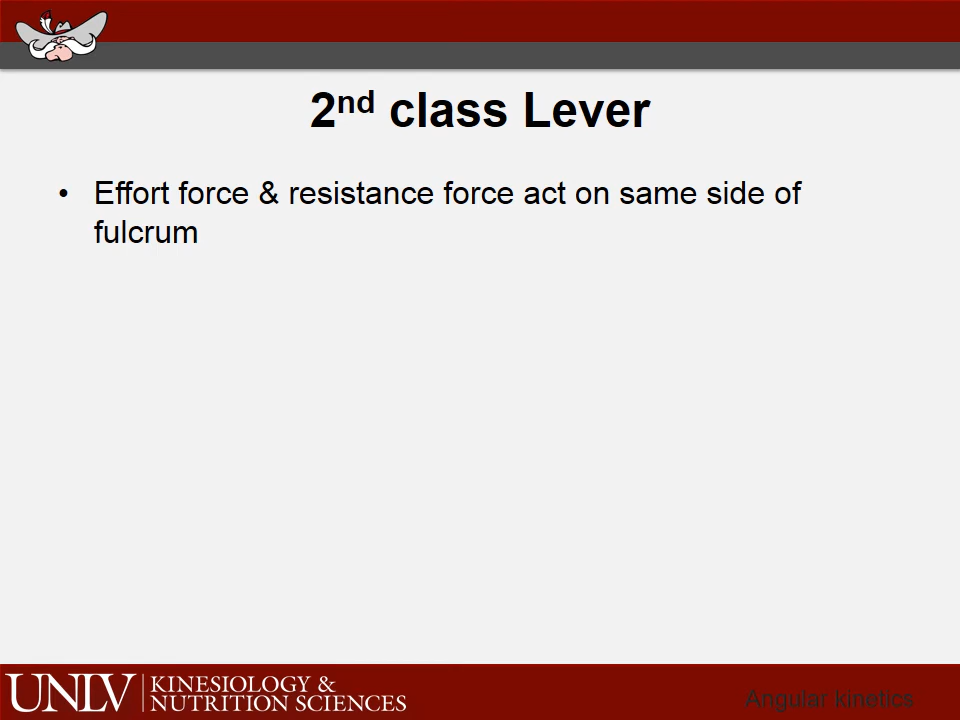 2nd class Lever
• Effort force & resistance force act on same side of
fulcrum
UNLV
KINESIOLOGY &
NUTRITION SCIENCES
Angular kinetics